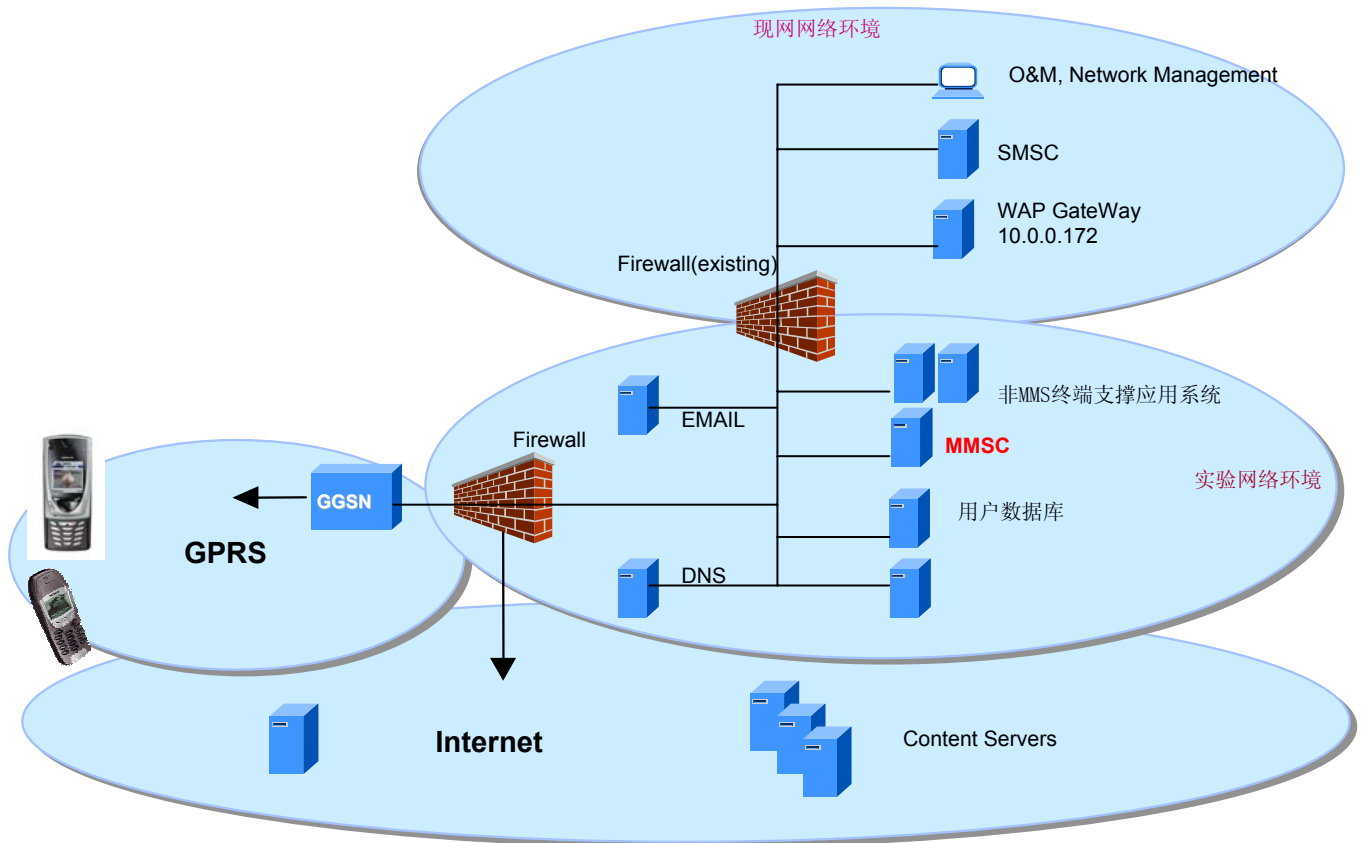 现网网络环境
O&M, Network Management
SMSC
WAP GateWay
10.0.0.172
Firewall(existing)
EMAIL
非MMS终端支撑应用系统
Firewall
MMSC
实验网络环境
GGSN
用户数据库
GPRS
DNS
Internet
Content Servers